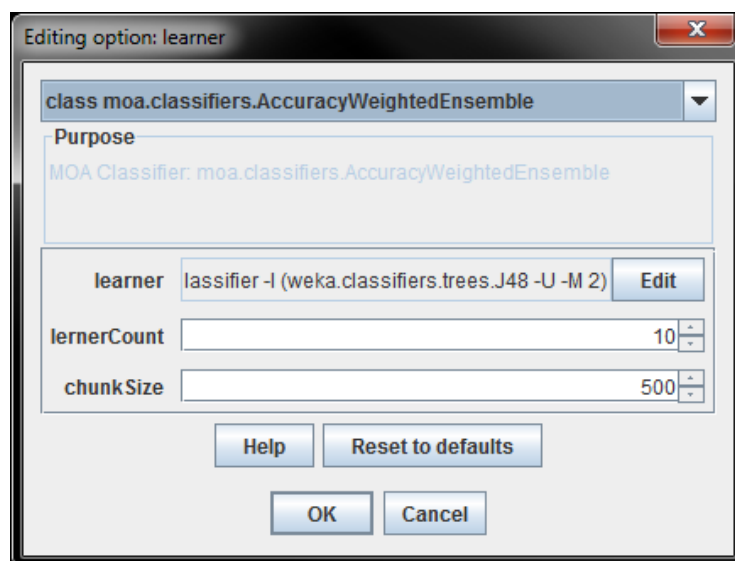 Editing option: learner
class moa.classifiers.AccuracyWeightedEnsemble
Purpose
MOA Classifier: moa.classifiers.AccuracyWeightedEnsemble
learner lassifier -l (weka.classifiers.trees.J48 -U -M 2) Edit
lernerCount 10
chunkSize 500
Help Reset to defaults
OK Cancel